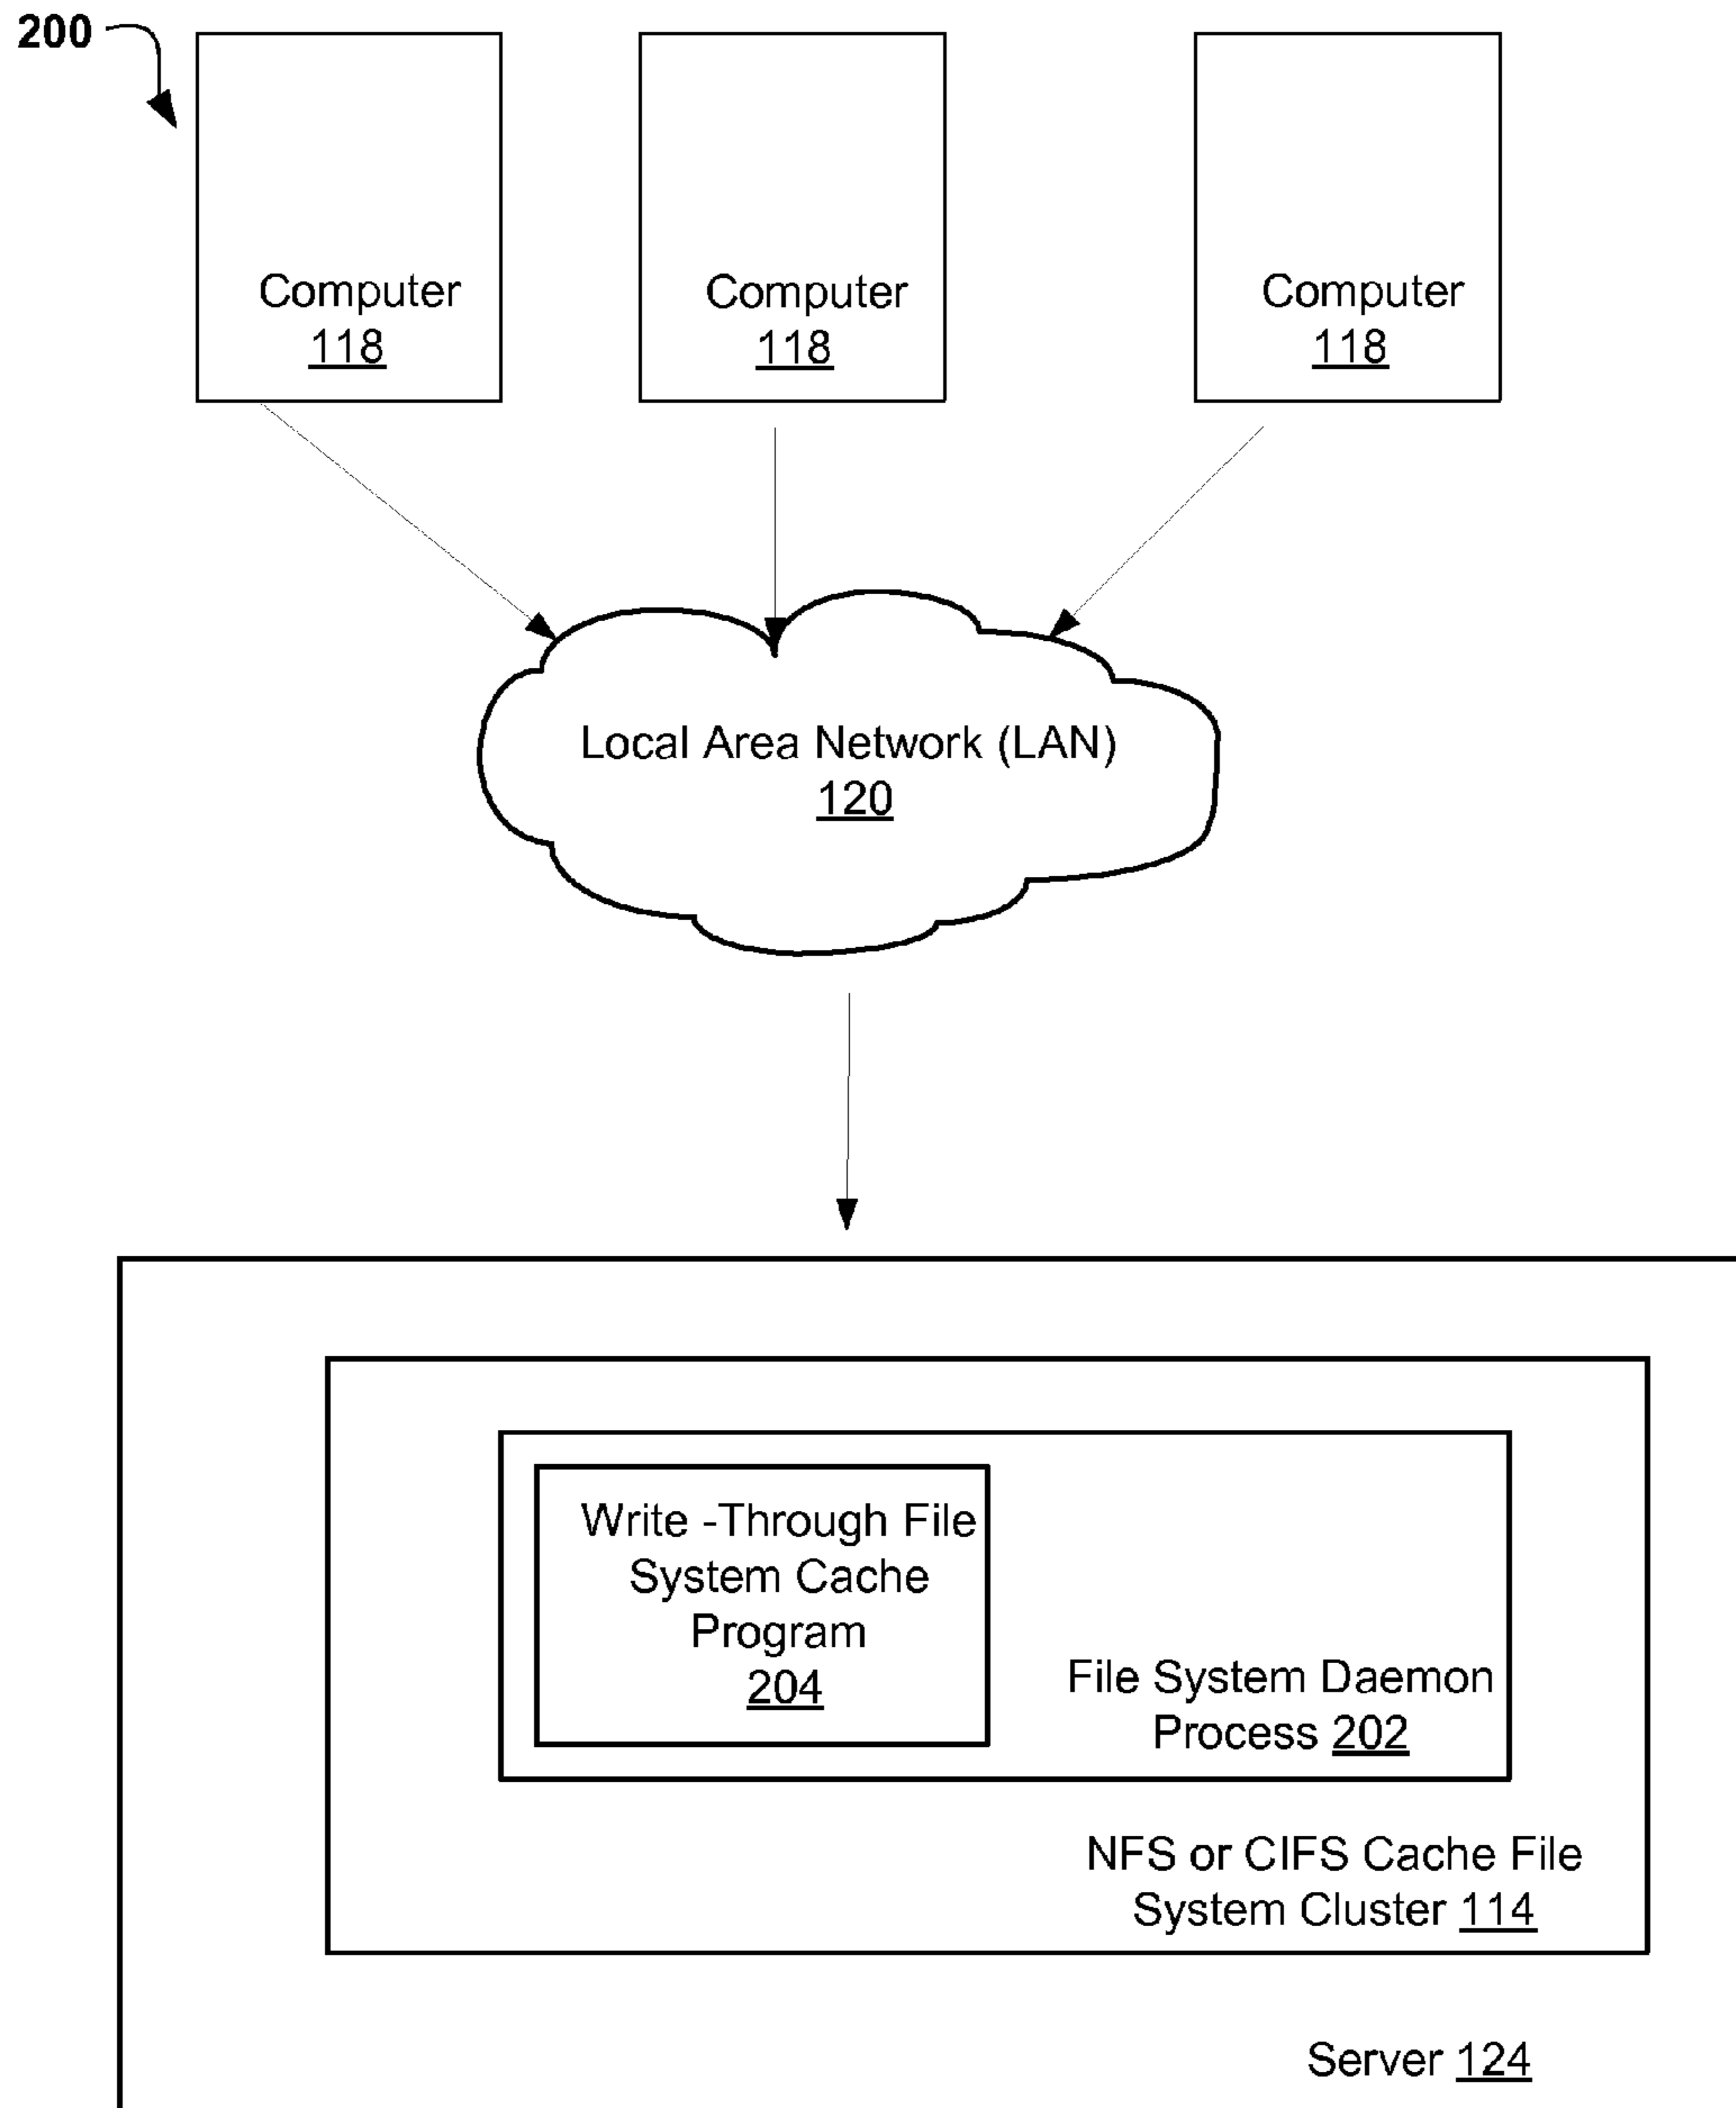 200
Computer
118
Computer
118
Computer
118
Local Area Network (LAN)
120
Write -Through File
System Cache
Program
204
File System Daemon
Process 202
NFS or CIFS Cache File
System Cluster 114
Server 124